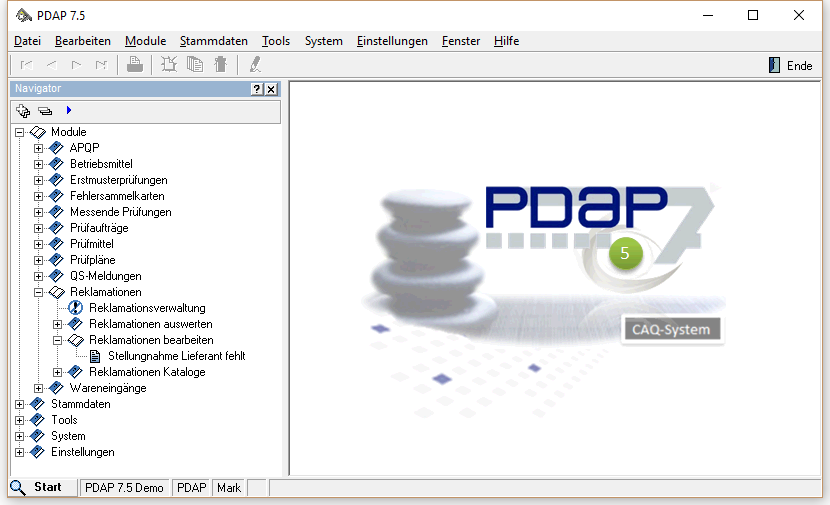 PDAP 7.5
Datei Bearbeiten Module Stammdaten Tools System Einstellungen Fenster Hilfe
Ende
Navigator
Module
APQP
Betriebsmittel
Erstmusterprüfungen
Fehlersammelkarten
Messende Prüfungen
Prüfaufträge
Prüfmittel
Prüfpläne
QS-Meldungen
Reklamationen
Reklamationsverwaltung
Reklamationen auswerten
Reklamationen bearbeiten
Stellungnahme Lieferant fehlt
Reklamationen Kataloge
Wareneingänge
Stammdaten
Tools
System
Einstellungen
PDAP 7
5
CAQ-System
Start PDAP 7.5 Demo PDAP Mark